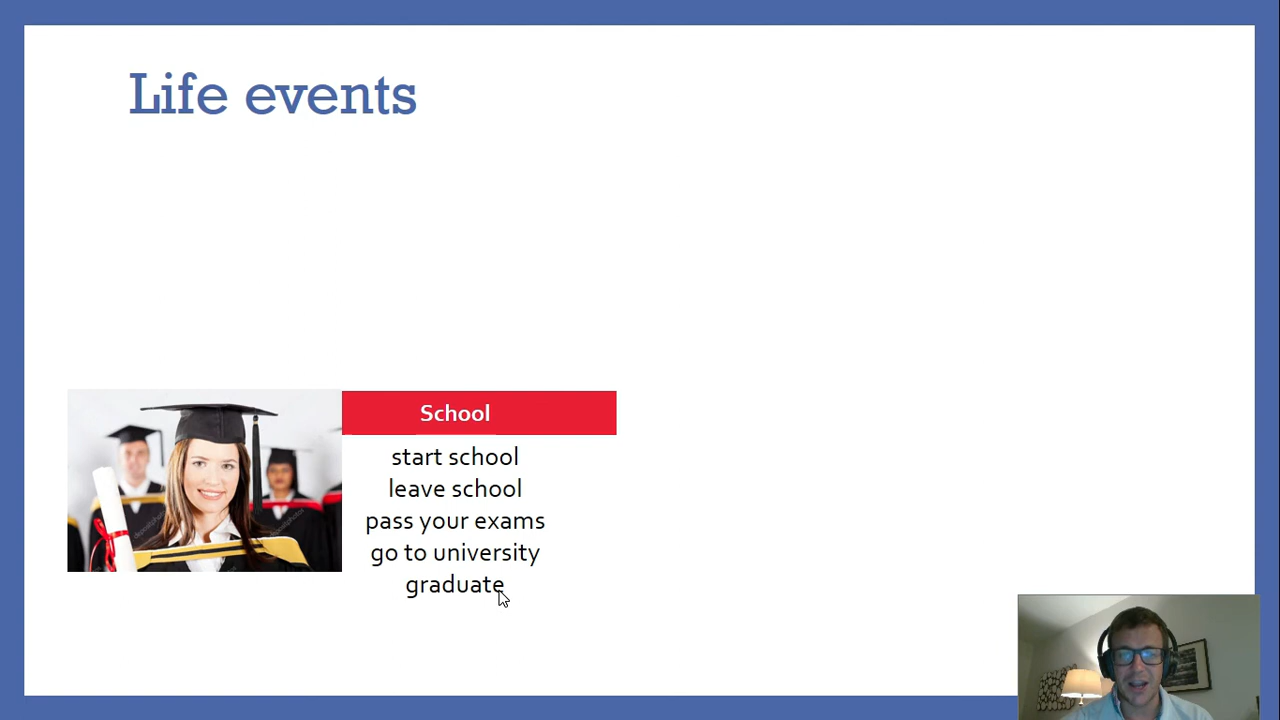 Life events
School
start school
leave school
pass your exams
go to university
graduate